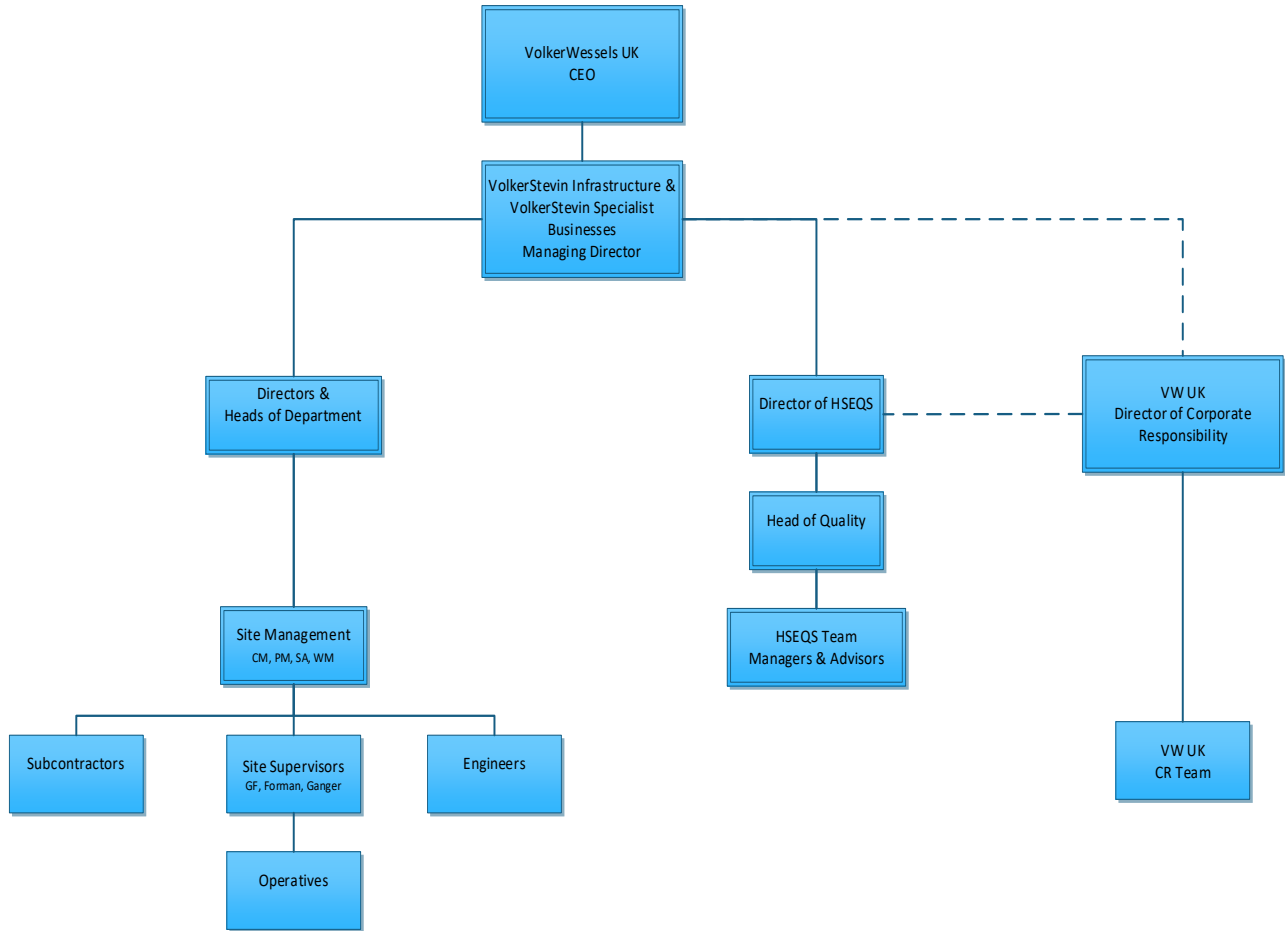 VolkerWessels UK
CEO
VolkerStevin Infrastructure &
VolkerStevin Specialist
Businesses
Managing Director
Directors &
Heads of Department
Director of HSEQS
VW UK
Director of Corporate
Responsibility
Head of Quality
Site Management
CM, PM, SA, WM
HSEQS Team
Managers & Advisors
Subcontractors
Site Supervisors
GF, Forman, Ganger
Engineers
VW UK
CR Team
Operatives